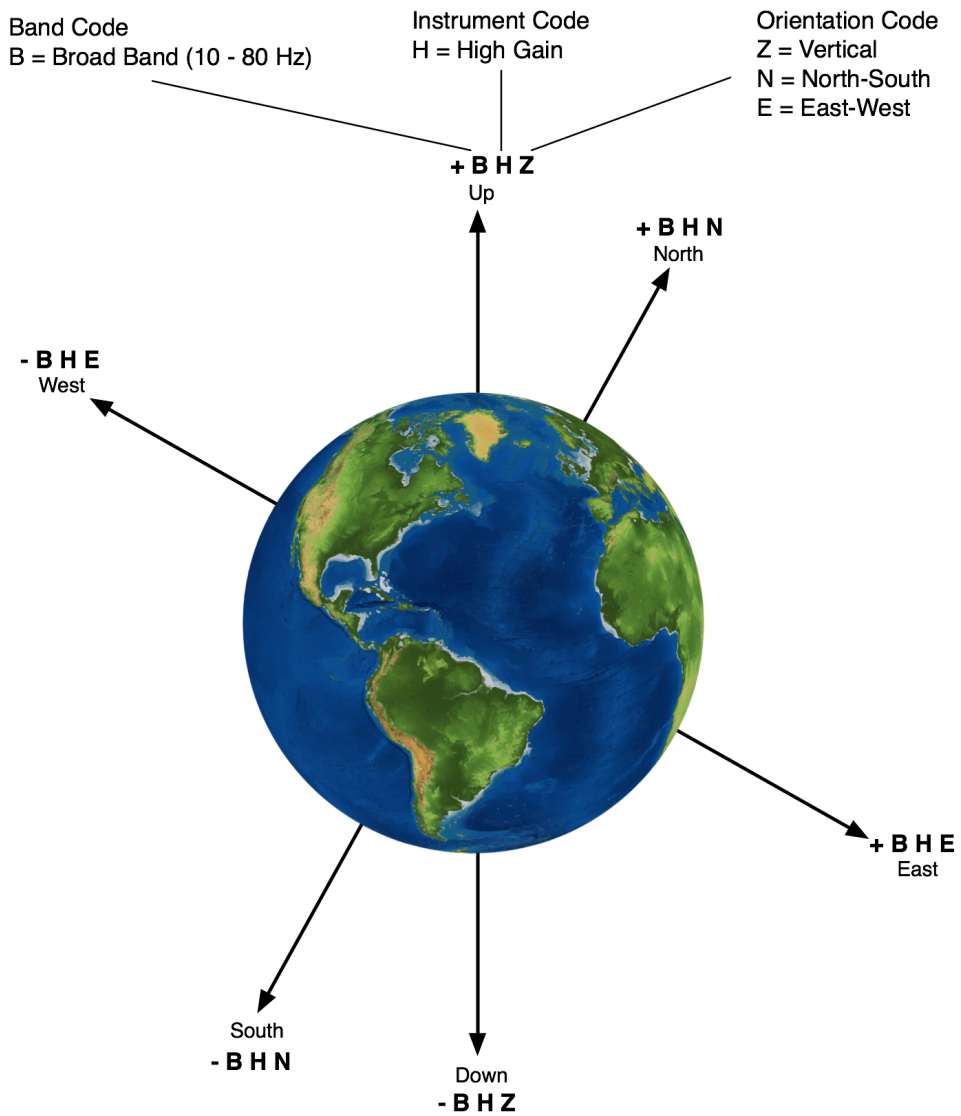 Band Code
B = Broad Band (10 - 80 Hz)
Instrument Code
H = High Gain
Orientation Code
Z = Vertical
N = North-South
E = East-West
+ B H Z
Up
+ B H N
North
- B H E
West
+ B H E
East
South
- B H N
Down
- B H Z